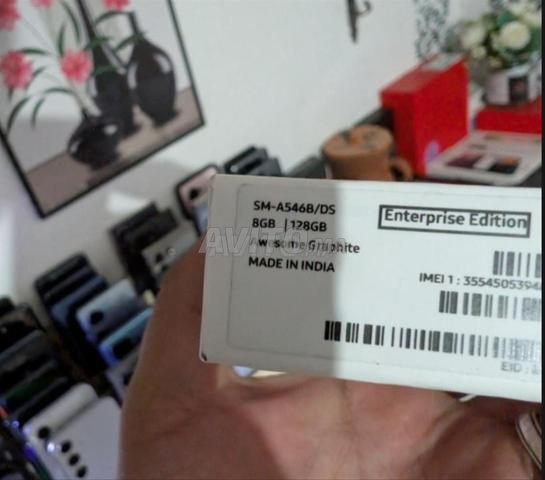 SM-A546B/DS
8GB | 128GB
Awesome Graphite
MADE IN INDIA
Enterprise Edition
IMEI 1 : 3554505394
EID :